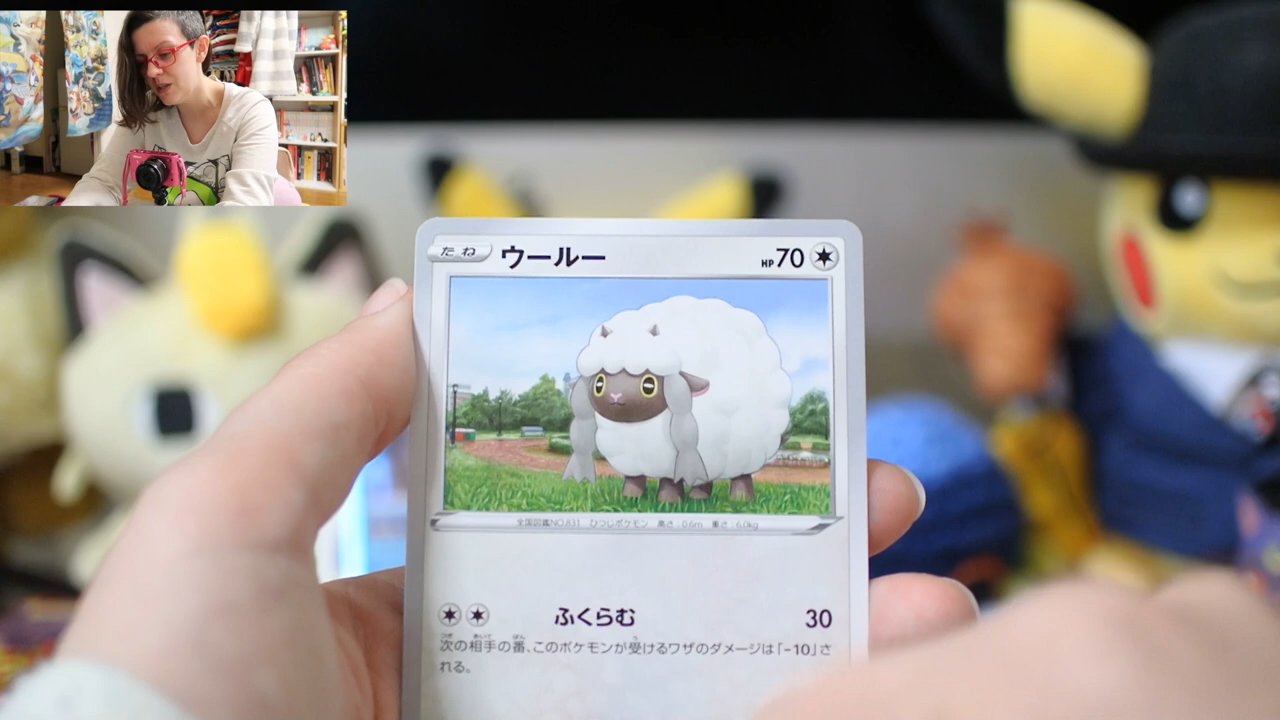 たね ウールー HP70
全国図鑑NO.831 ひつじポケモン 高さ:0.6m 重さ:6.0kg
ふくらむ 30
次の相手の番、このポケモンが受けるワザのダメージは「-10」さ
れる。